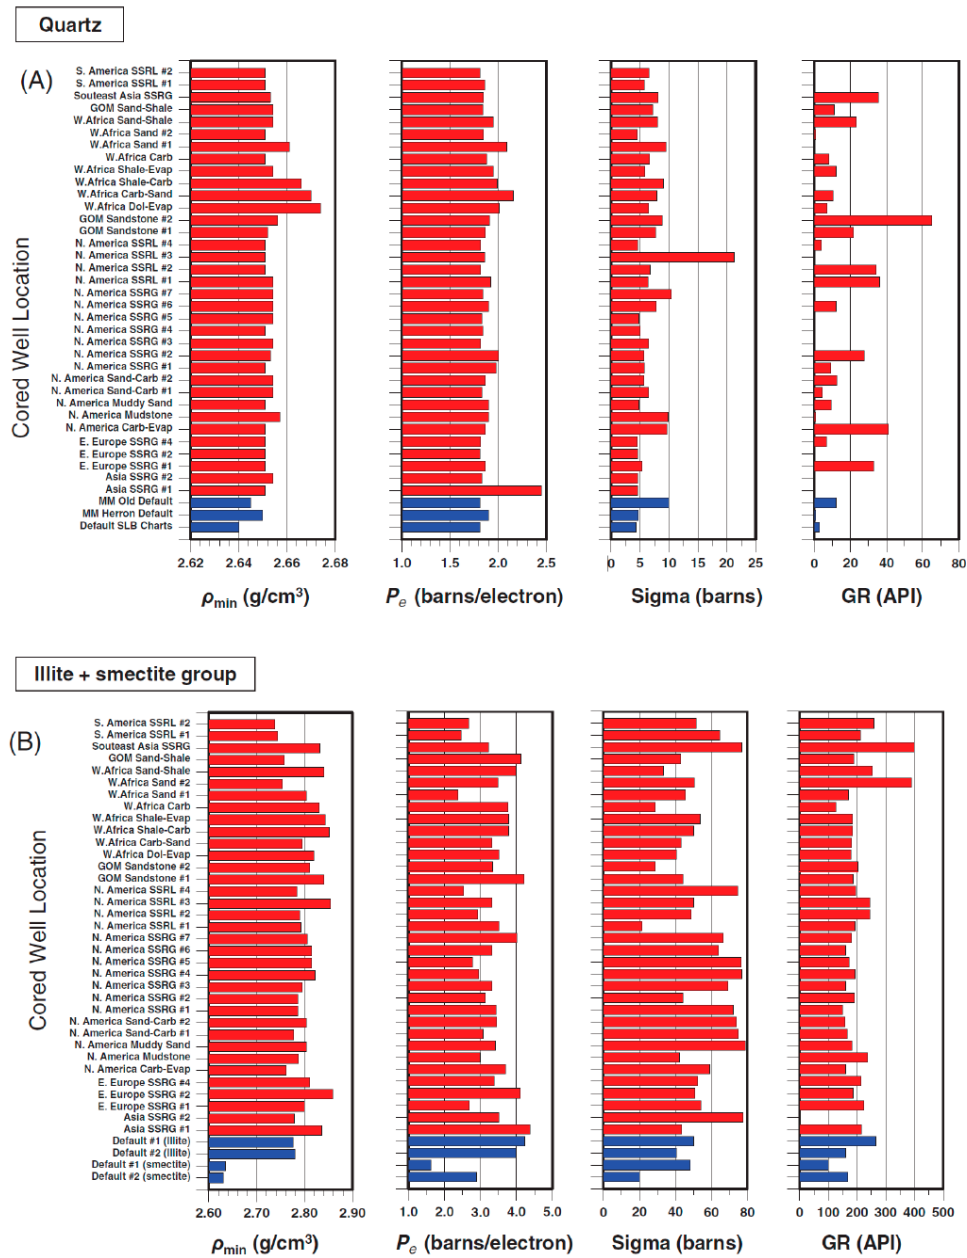 Quartz
(A)
Cored Well Location
S. America SSRL #2
S. America SSRL #1
Souteast Asia SSRG
GOM Sand-Shale
W.Africa Sand-Shale
W.Africa Sand #2
W.Africa Sand #1
W.Africa Carb
W.Africa Shale-Evap
W.Africa Shale-Carb
W.Africa Carb-Sand
W.Africa Dol-Evap
GOM Sandstone #2
GOM Sandstone #1
N. America SSRL #4
N. America SSRL #3
N. America SSRL #2
N. America SSRL #1
N. America SSRG #7
N. America SSRG #6
N. America SSRG #5
N. America SSRG #4
N. America SSRG #3
N. America SSRG #2
N. America SSRG #1
N. America Sand-Carb #2
N. America Sand-Carb #1
N. America Muddy Sand
N. America Mudstone
N. America Carb-Evap
E. Europe SSRG #4
E. Europe SSRG #2
E. Europe SSRG #1
Asia SSRG #2
Asia SSRG #1
MM Old Default
MM Herron Default
Default SLB Charts
2.62 2.64 2.66 2.68 1.0 1.5 2.0 2.5 0 5 10 15 20 25 0 20 40 60 80
ρmin (g/cm³) Pe (barns/electron) Sigma (barns) GR (API)
Illite + smectite group
(B)
Cored Well Location
S. America SSRL #2
S. America SSRL #1
Souteast Asia SSRG
GOM Sand-Shale
W.Africa Sand-Shale
W.Africa Sand #2
W.Africa Sand #1
W.Africa Carb
W.Africa Shale-Evap
W.Africa Shale-Carb
W.Africa Carb-Sand
W.Africa Dol-Evap
GOM Sandstone #2
GOM Sandstone #1
N. America SSRL #4
N. America SSRL #3
N. America SSRL #2
N. America SSRL #1
N. America SSRG #7
N. America SSRG #6
N. America SSRG #5
N. America SSRG #4
N. America SSRG #3
N. America SSRG #2
N. America SSRG #1
N. America Sand-Carb #2
N. America Sand-Carb #1
N. America Muddy Sand
N. America Mudstone
N. America Carb-Evap
E. Europe SSRG #4
E. Europe SSRG #2
E. Europe SSRG #1
Asia SSRG #2
Asia SSRG #1
Default #1 (illite)
Default #2 (illite)
Default #1 (smectite)
Default #2 (smectite)
2.60 2.70 2.80 2.90 1.0 2.0 3.0 4.0 5.0 0 20 40 60 80 0 100 200 300 400 500
ρmin (g/cm³) Pe (barns/electron) Sigma (barns) GR (API)